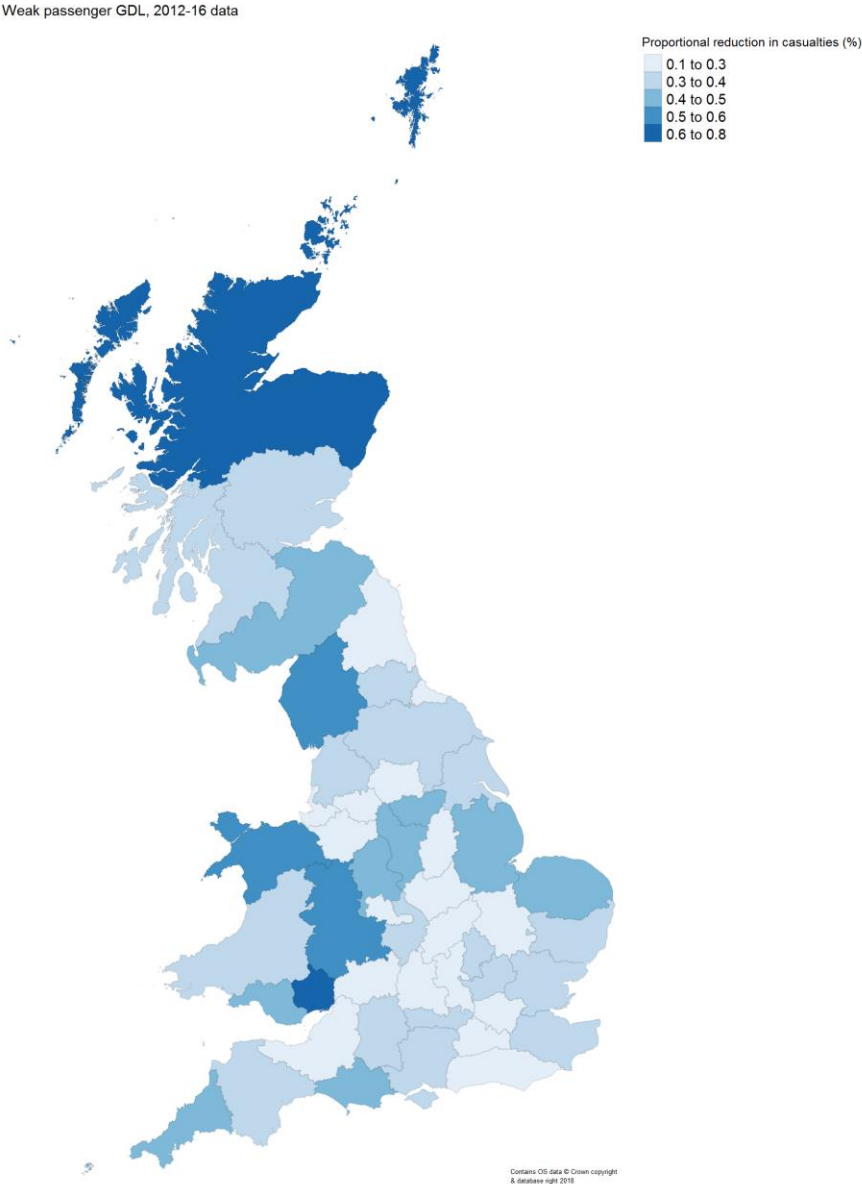 Weak passenger GDL, 2012-16 data
Proportional reduction in casualties (%)
0.1 to 0.3
0.3 to 0.4
0.4 to 0.5
0.5 to 0.6
0.6 to 0.8
Contains OS data © Crown copyright
& database right 2018